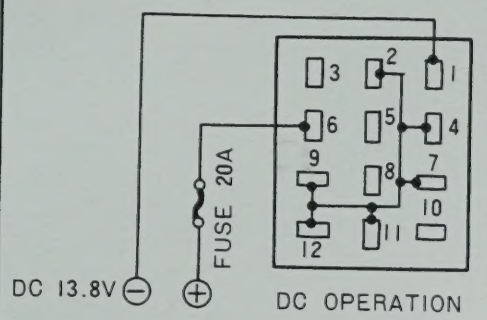 3 2 1
6 5 4
9 8 7
12 11 10
FUSE 20A
DC 13.8V ⊖ ⊕
DC OPERATION